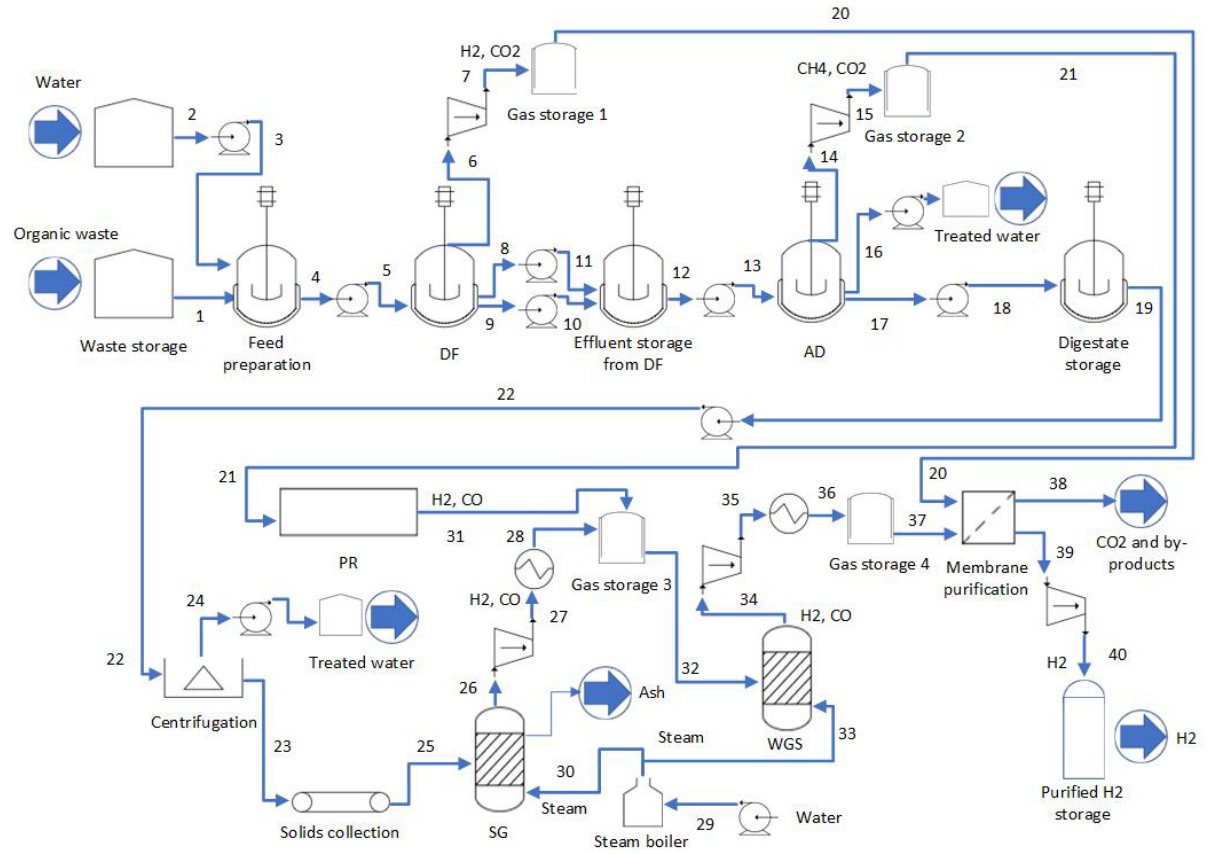 20
H2, CO2
7
Gas storage 1
CH4, CO2
15
Gas storage 2
21
Water
2
3
6
14
16
Treated water
Organic waste
1
Waste storage
4
5
Feed
preparation
8
9
DF
11
10
Effluent storage
from DF
12
13
AD
17
18
19
Digestate
storage
22
21
PR
H2, CO
31
28
Gas storage 3
35
36
Gas storage 4
37
20
38
CO2 and by-
products
Membrane
purification
39
24
Treated water
22
Centrifugation
H2, CO
27
26
Ash
34
H2, CO
32
WGS
33
H2
40
H2
Purified H2
storage
23
25
Solids collection
SG
Steam
30
Steam
Steam boiler
29
Water